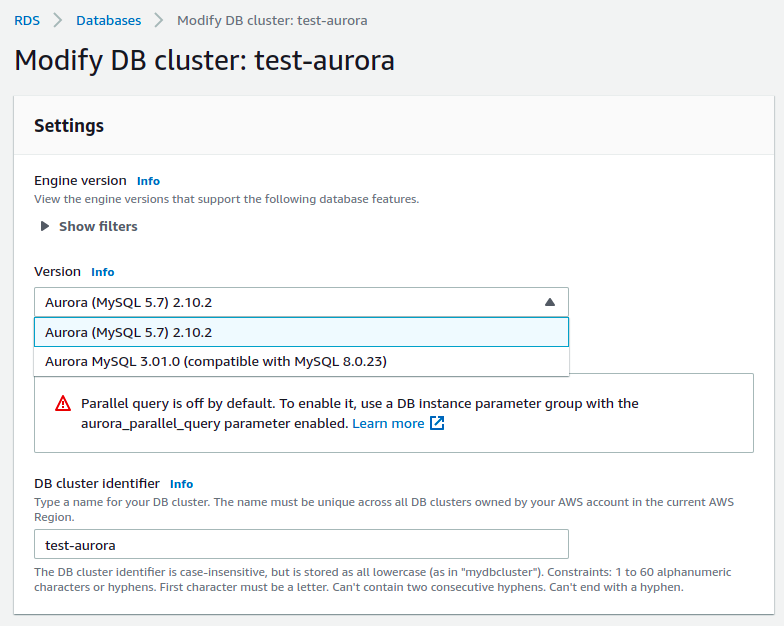 RDS > Databases > Modify DB cluster: test-aurora
Modify DB cluster: test-aurora
Settings
Engine version Info
View the engine versions that support the following database features.
Show filters
Version Info
Aurora (MySQL 5.7) 2.10.2
Aurora (MySQL 5.7) 2.10.2
Aurora MySQL 3.01.0 (compatible with MySQL 8.0.23)
Parallel query is off by default. To enable it, use a DB instance parameter group with the
aurora_parallel_query parameter enabled. Learn more
DB cluster identifier Info
Type a name for your DB cluster. The name must be unique across all DB clusters owned by your AWS account in the current AWS
Region.
test-aurora
The DB cluster identifier is case-insensitive, but is stored as all lowercase (as in "mydbcluster"). Constraints: 1 to 60 alphanumeric
characters or hyphens. First character must be a letter. Can't contain two consecutive hyphens. Can't end with a hyphen.